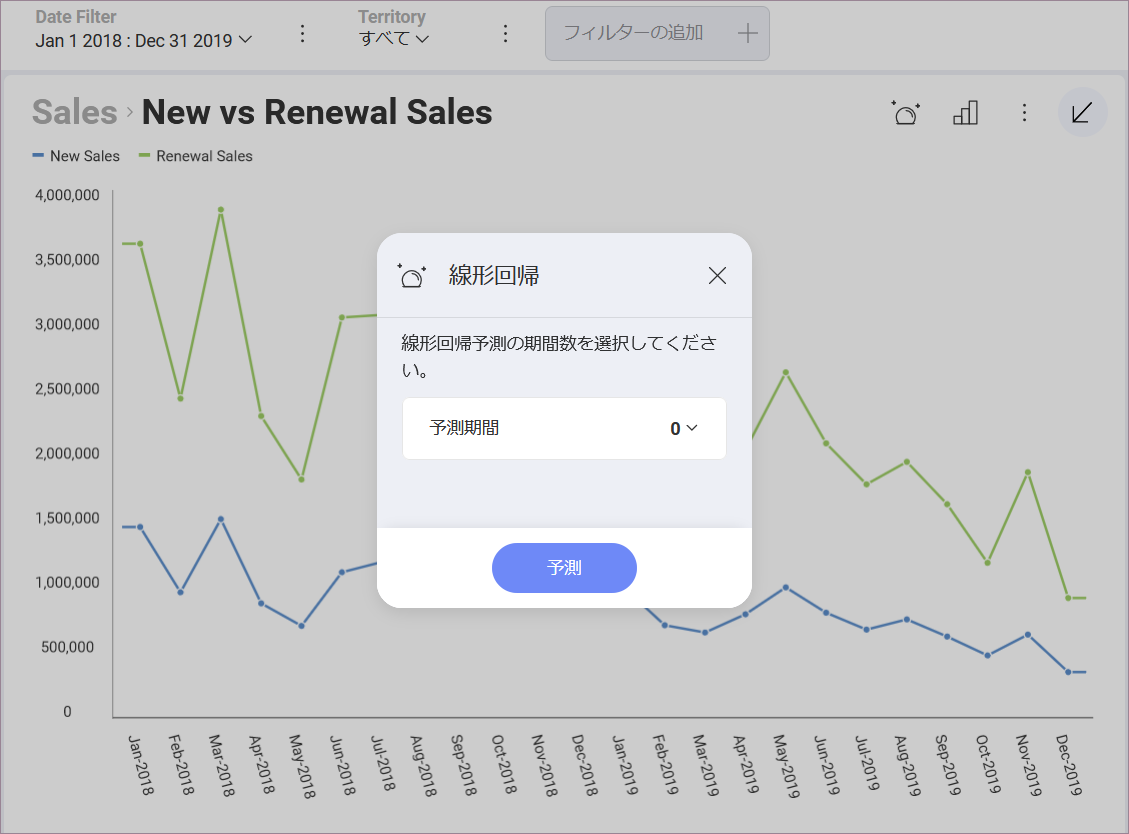 Date Filter
Jan 1 2018 : Dec 31 2019
Territory
すべて
フィルターの追加
Sales › New vs Renewal Sales
New Sales
Renewal Sales
4,000,000
3,500,000
3,000,000
2,500,000
2,000,000
1,500,000
1,000,000
500,000
0
線形回帰
線形回帰予測の期間数を選択してくださ
い。
予測期間 0
予測
Jan-2018
Feb-2018
Mar-2018
Apr-2018
May-2018
Jun-2018
Jul-2018
Aug-2018
Sep-2018
Oct-2018
Nov-2018
Dec-2018
Jan-2019
Feb-2019
Mar-2019
Apr-2019
May-2019
Jun-2019
Jul-2019
Aug-2019
Sep-2019
Oct-2019
Nov-2019
Dec-2019